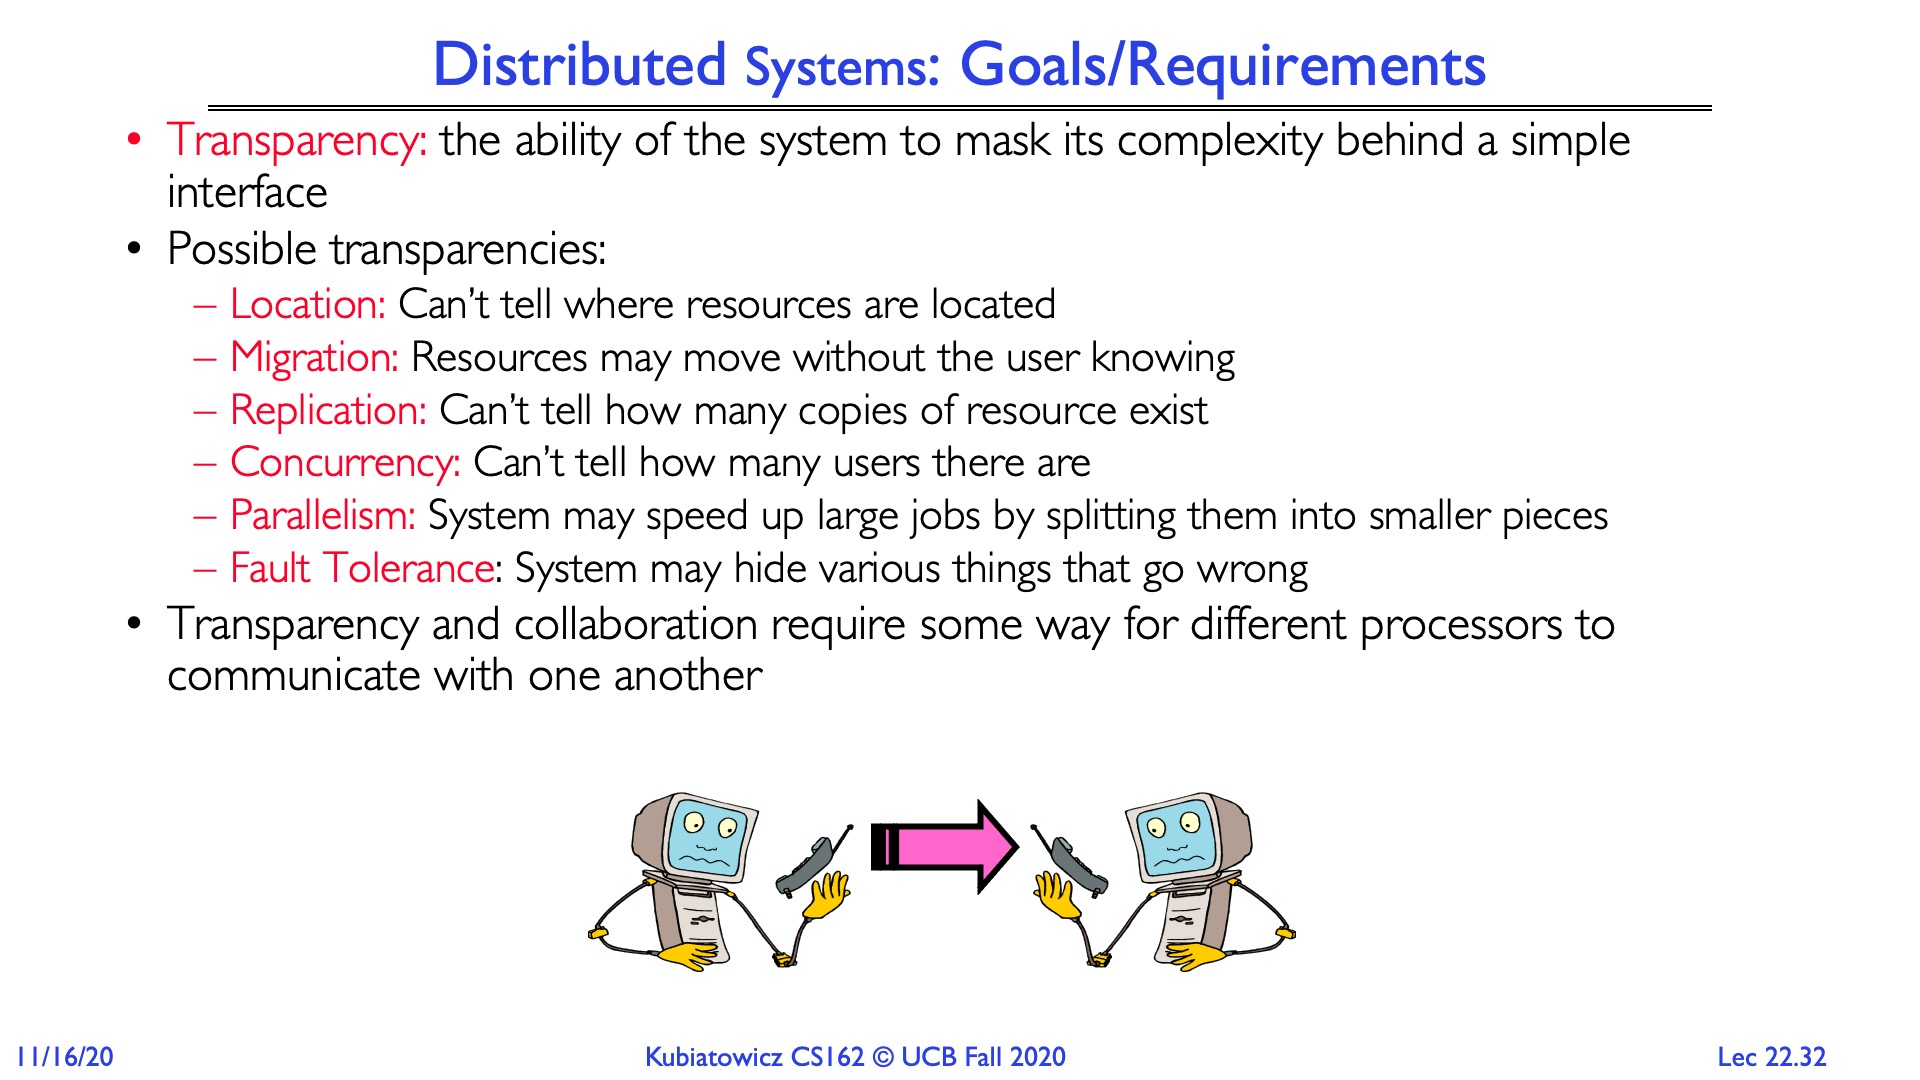 Distributed Systems: Goals/Requirements
• Transparency: the ability of the system to mask its complexity behind a simple
interface
• Possible transparencies:
– Location: Can’t tell where resources are located
– Migration: Resources may move without the user knowing
– Replication: Can’t tell how many copies of resource exist
– Concurrency: Can’t tell how many users there are
– Parallelism: System may speed up large jobs by splitting them into smaller pieces
– Fault Tolerance: System may hide various things that go wrong
• Transparency and collaboration require some way for different processors to
communicate with one another
11/16/20
Kubiatowicz CS162 © UCB Fall 2020
Lec 22.32